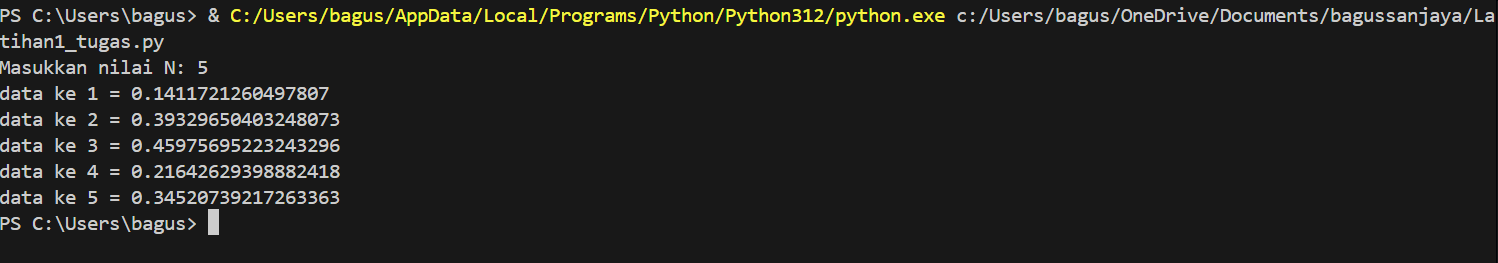 PS C:\Users\bagus> & C:/Users/bagus/AppData/Local/Programs/Python/Python312/python.exe c:/Users/bagus/OneDrive/Documents/bagussanjaya/La
tihan1_tugas.py
Masukkan nilai N: 5
data ke 1 = 0.1411721260497807
data ke 2 = 0.39329650403248073
data ke 3 = 0.45975695223243296
data ke 4 = 0.21642629398882418
data ke 5 = 0.34520739217263363
PS C:\Users\bagus>